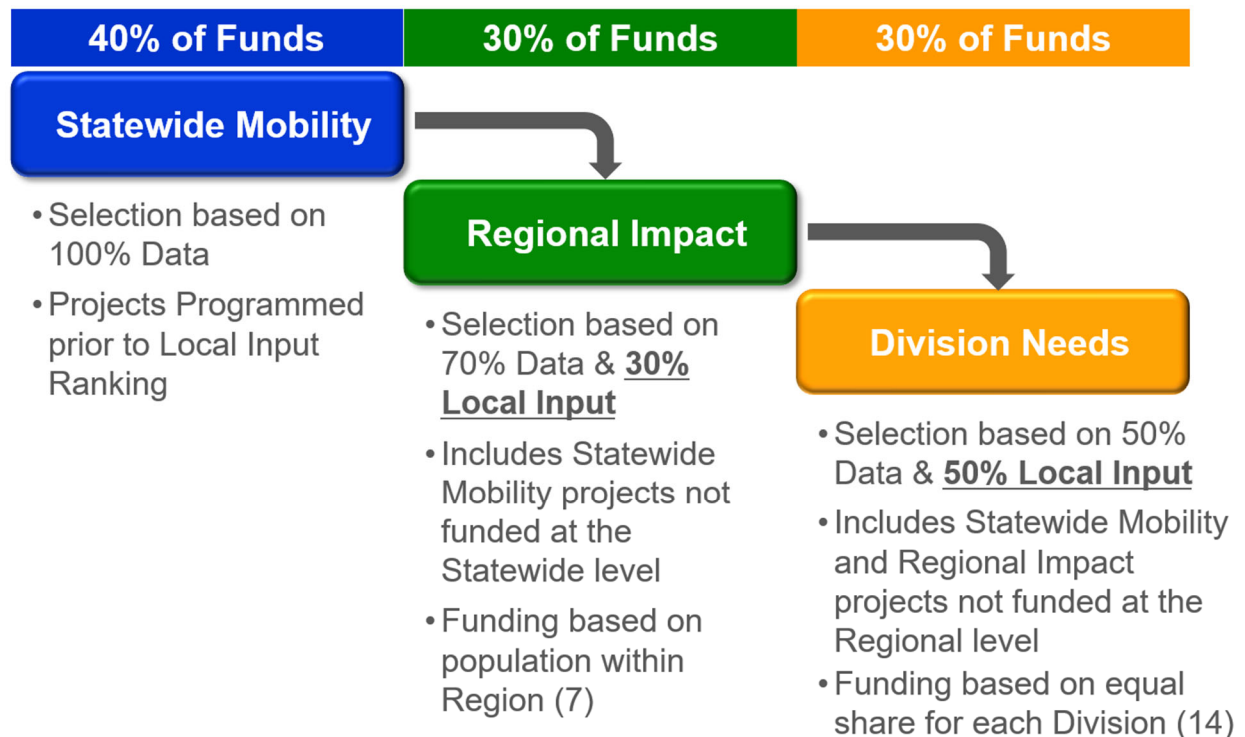 40% of Funds
30% of Funds
30% of Funds
Statewide Mobility
• Selection based on
100% Data
• Projects Programmed
prior to Local Input
Ranking
Regional Impact
• Selection based on
70% Data & 30%
Local Input
• Includes Statewide
Mobility projects not
funded at the
Statewide level
• Funding based on
population within
Region (7)
Division Needs
• Selection based on 50%
Data & 50% Local Input
• Includes Statewide Mobility
and Regional Impact
projects not funded at the
Regional level
• Funding based on equal
share for each Division (14)